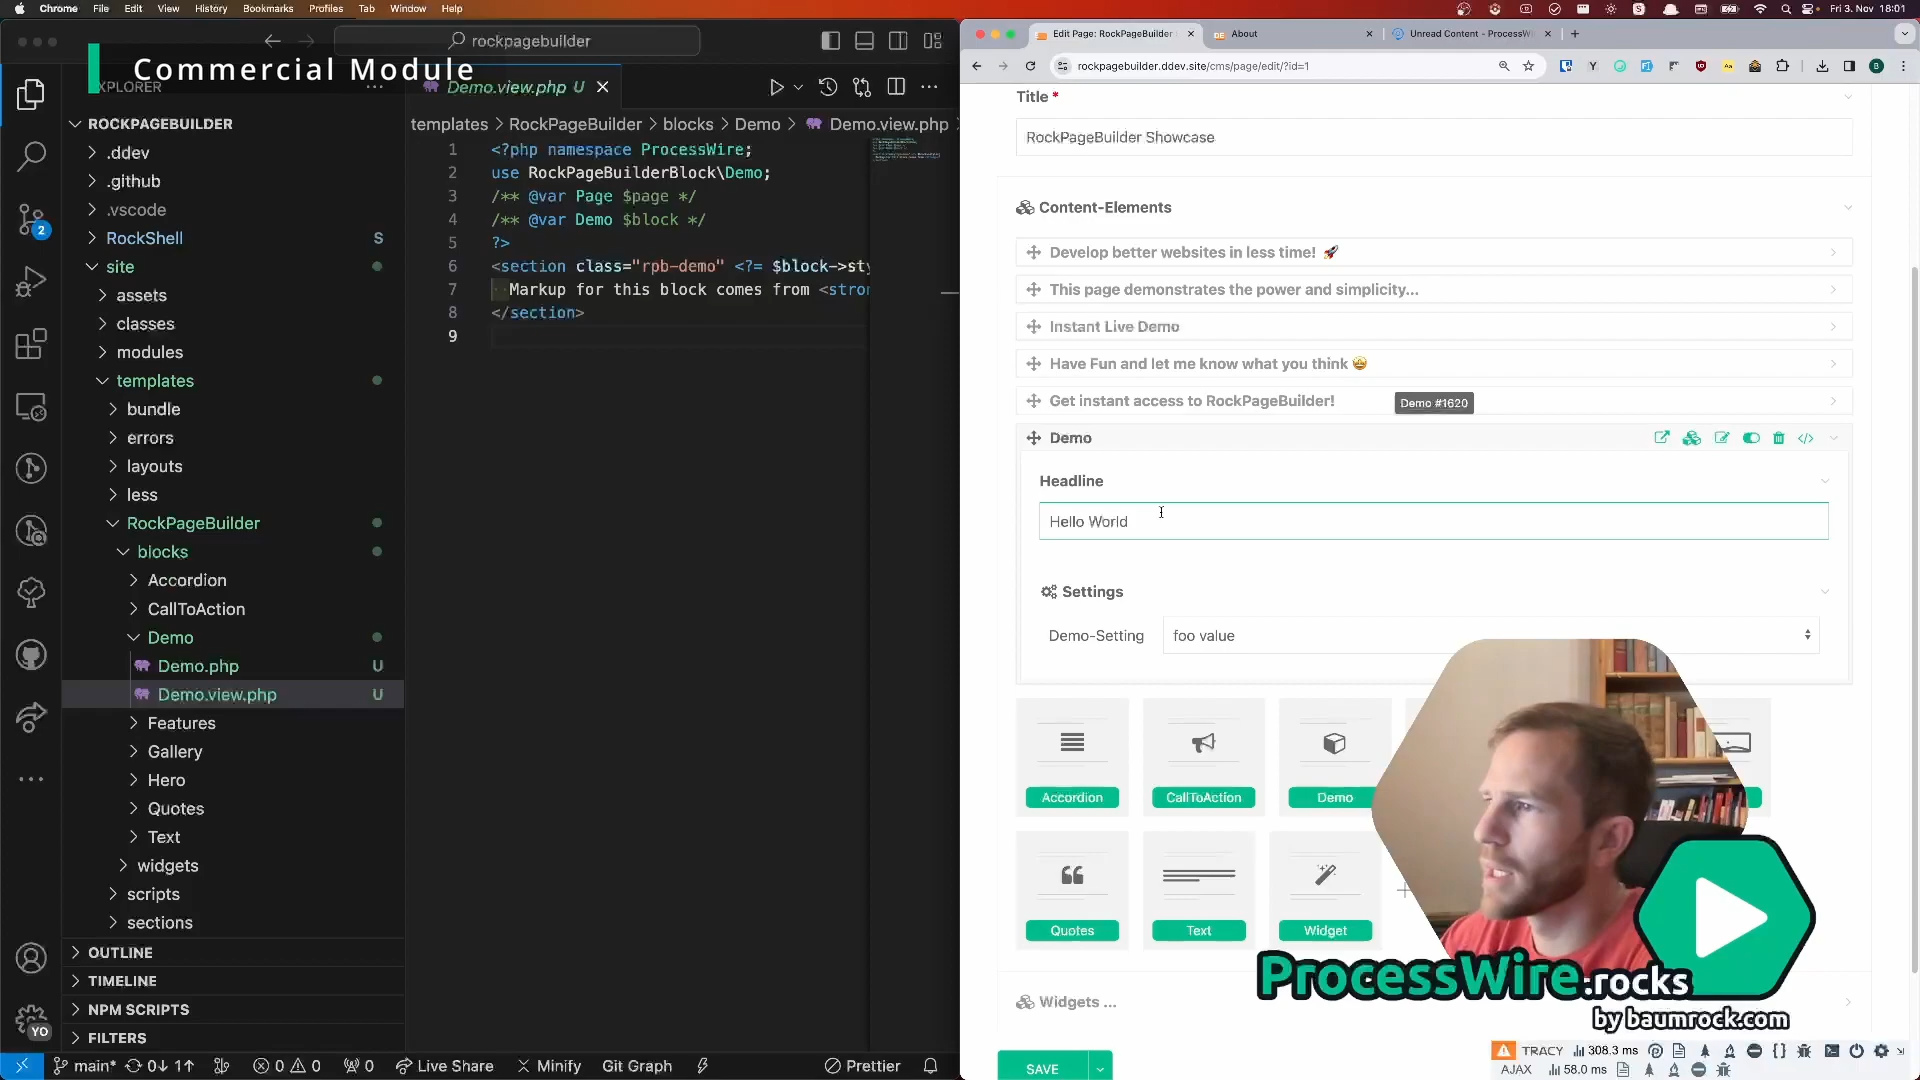 Chrome File Edit View History Bookmarks Profiles Tab Window Help
Fri 3. Nov 18:01
rockpagebuilder
Commercial Module
XPLORER
Demo.view.php U
ROCKPAGEBUILDER
.ddev
.github
.vscode
RockShell S
site
assets
classes
modules
templates
bundle
errors
layouts
less
RockPageBuilder
blocks
Accordion
CallToAction
Demo
Demo.php U
Demo.view.php U
Features
Gallery
Hero
Quotes
Text
widgets
scripts
sections
OUTLINE
TIMELINE
NPM SCRIPTS
FILTERS
2
YO
templates > RockPageBuilder > blocks > Demo > Demo.view.php >
1 <?php namespace ProcessWire;
2 use RockPageBuilderBlock\Demo;
3 /** @var Page $page */
4 /** @var Demo $block */
5 ?>
6 <section class="rpb-demo" <?= $block->sty
7 Markup for this block comes from <stron
8 </section>
9
main* 0↓ 1↑ 0 0 0 Live Share Minify Git Graph Prettier
Edit Page: RockPageBuilder
About
Unread Content - ProcessWi
rockpagebuilder.ddev.site/cms/page/edit/?id=1
Title *
RockPageBuilder Showcase
Content-Elements
Develop better websites in less time! 🚀
This page demonstrates the power and simplicity...
Instant Live Demo
Have Fun and let me know what you think 🤩
Get instant access to RockPageBuilder!
Demo #1620
Demo
Headline
Hello World
Settings
Demo-Setting
foo value
Accordion
CallToAction
Demo
Quotes
Text
Widget
Widgets ...
SAVE
ProcessWire.rocks
by baumrock.com
TRACY 308.3 ms
AJAX 58.0 ms